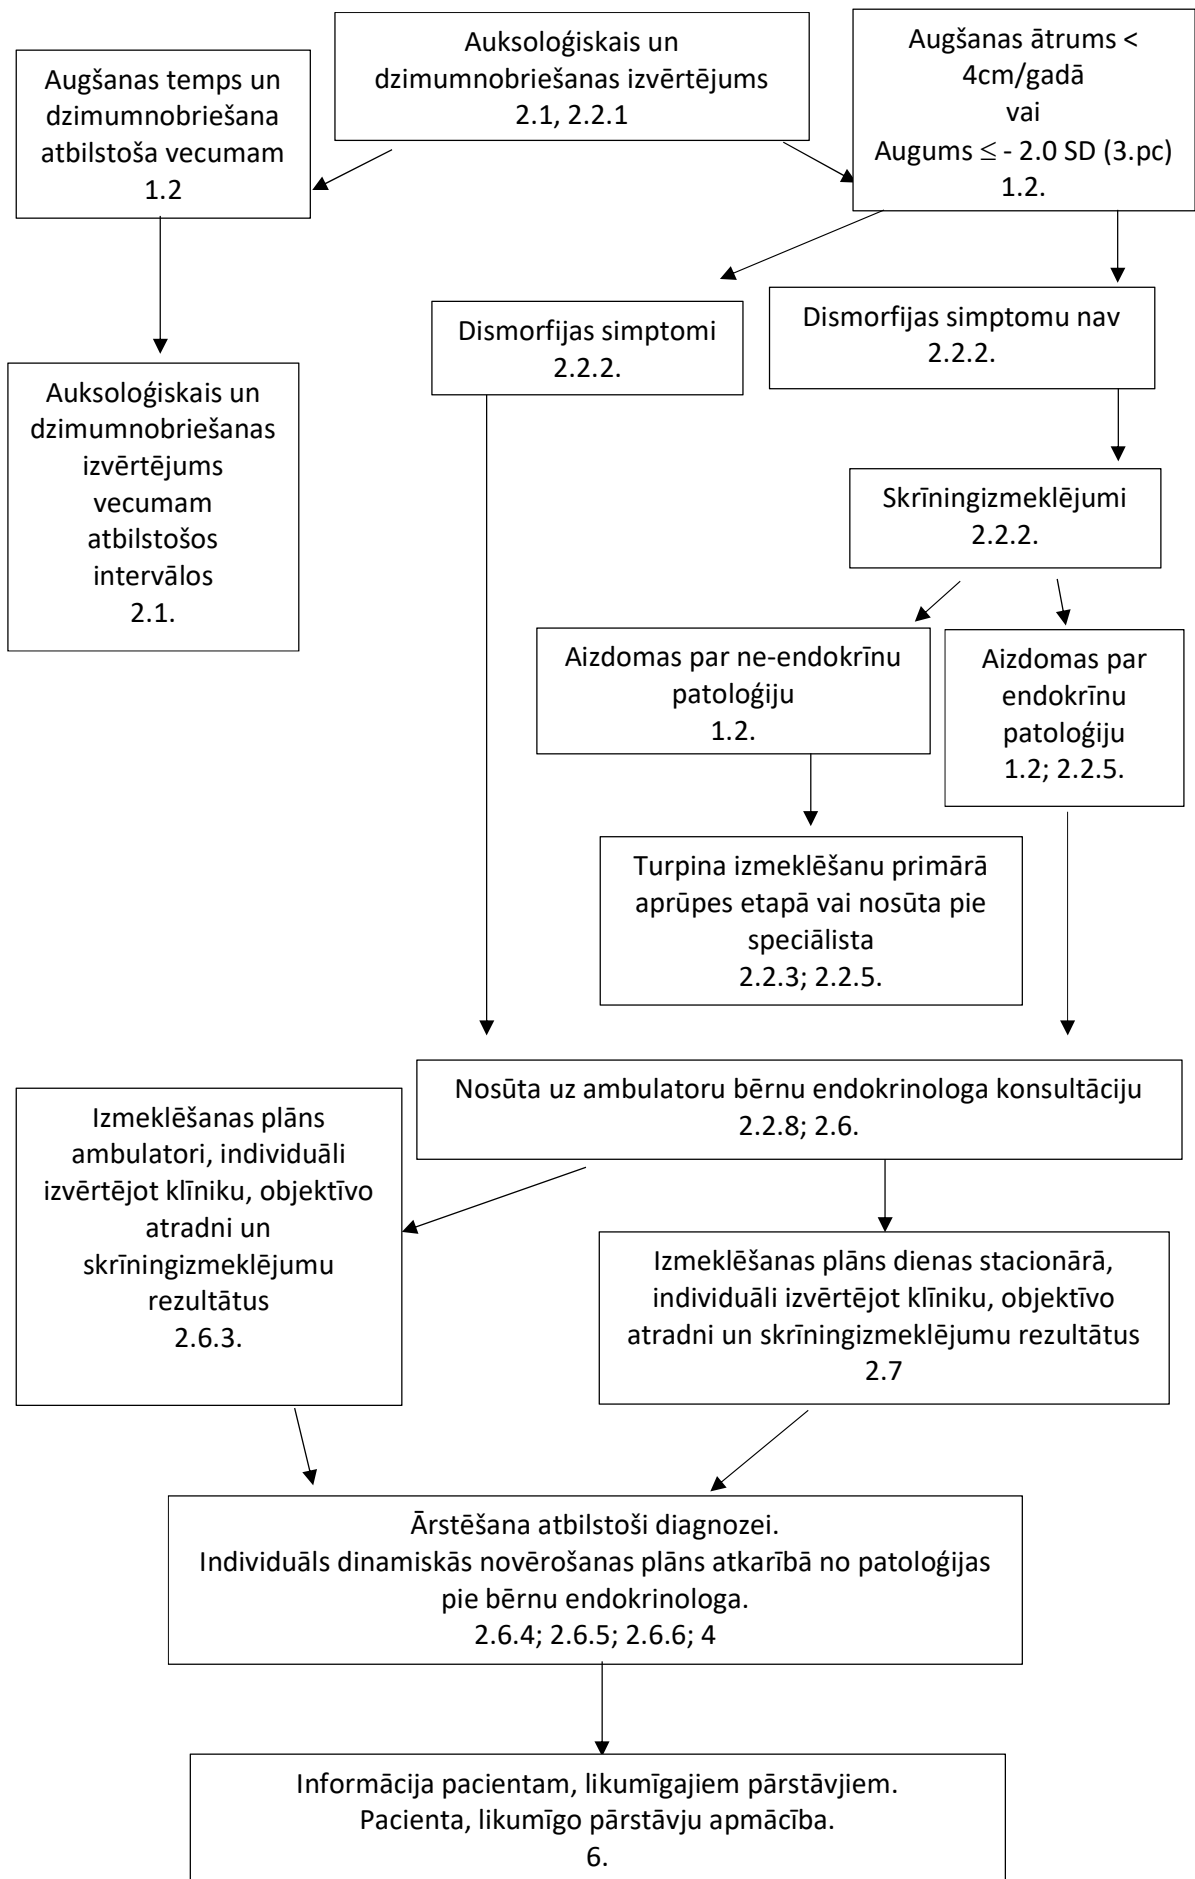 Auksoloģiskais un
dzimumnobriešanas izvērtējums
2.1, 2.2.1
Augšanas temps un
dzimumnobriešana
atbilstoša vecumam
1.2
Augšanas ātrums <
4cm/gadā
vai
Augums ≤ - 2.0 SD (3.pc)
1.2.
Auksoloģiskais un
dzimumnobriešanas
izvērtējums
vecumam
atbilstošos
intervālos
2.1.
Dismorfijas simptomi
2.2.2.
Dismorfijas simptomu nav
2.2.2.
Skrīningizmeklējumi
2.2.2.
Aizdomas par ne-endokrīnu
patoloģiju
1.2.
Aizdomas par
endokrīnu
patoloģiju
1.2; 2.2.5.
Turpina izmeklēšanu primārā
aprūpes etapā vai nosūta pie
speciālista
2.2.3; 2.2.5.
Nosūta uz ambulatoru bērnu endokrinologa konsultāciju
2.2.8; 2.6.
Izmeklēšanas plāns
ambulatori, individuāli
izvērtējot klīniku, objektīvo
atradni un
skrīningizmeklējumu
rezultātus
2.6.3.
Izmeklēšanas plāns dienas stacionārā,
individuāli izvērtējot klīniku, objektīvo
atradni un skrīningizmeklējumu rezultātus
2.7
Ārstēšana atbilstoši diagnozei.
Individuāls dinamiskās novērošanas plāns atkarībā no patoloģijas
pie bērnu endokrinologa.
2.6.4; 2.6.5; 2.6.6; 4
Informācija pacientam, likumīgajiem pārstāvjiem.
Pacienta, likumīgo pārstāvju apmācība.
6.